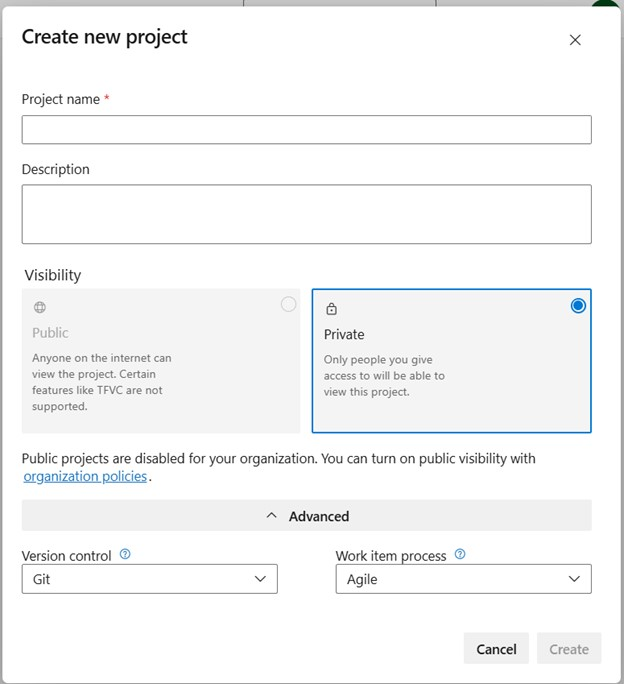 Create new project
Project name *
Description
Visibility
Public
Anyone on the internet can
view the project. Certain
features like TFVC are not
supported.
Private
Only people you give
access to will be able to
view this project.
Public projects are disabled for your organization. You can turn on public visibility with
organization policies.
Advanced
Version control ?
Git
Work item process ?
Agile
Cancel
Create